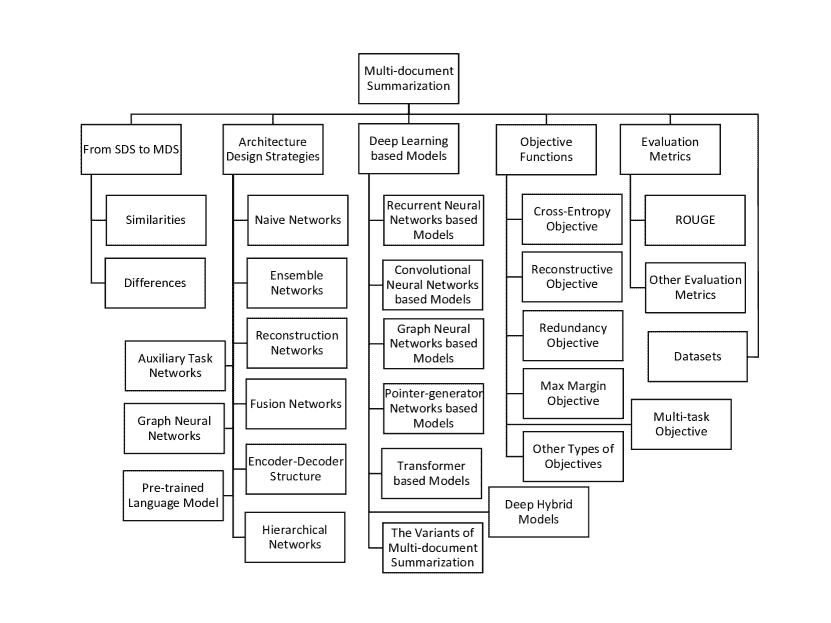 Multi-document
Summarization
From SDS to MDS
Similarities
Differences
Architecture
Design Strategies
Naive Networks
Ensemble
Networks
Reconstruction
Networks
Auxiliary Task
Networks
Fusion Networks
Graph Neural
Networks
Encoder-Decoder
Structure
Pre-trained
Language Model
Hierarchical
Networks
Deep Learning
based Models
Recurrent Neural
Networks based
Models
Convolutional
Neural Networks
based Models
Graph Neural
Networks based
Models
Pointer-generator
Networks based
Models
Transformer
based Models
Deep Hybrid
Models
The Variants of
Multi-document
Summarization
Objective
Functions
Cross-Entropy
Objective
Reconstructive
Objective
Redundancy
Objective
Max Margin
Objective
Multi-task
Objective
Other Types of
Objectives
Evaluation
Metrics
ROUGE
Other Evaluation
Metrics
Datasets